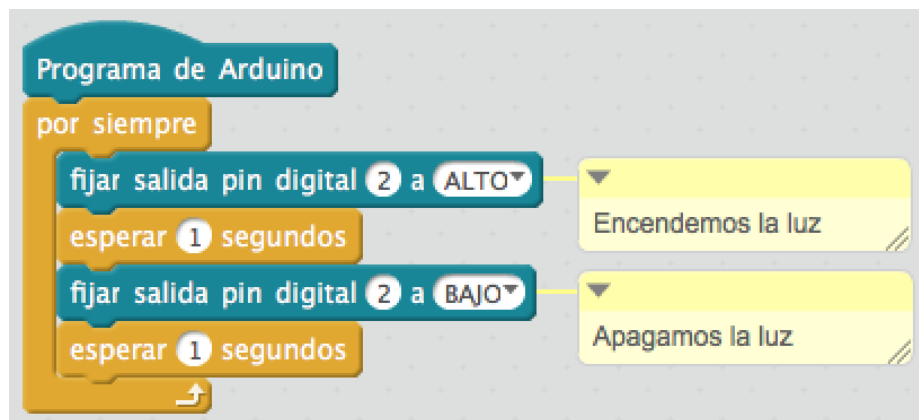 Programa de Arduino
por siempre
fijar salida pin digital 2 a ALTO
Encendemos la luz
esperar 1 segundos
fijar salida pin digital 2 a BAJO
Apagamos la luz
esperar 1 segundos